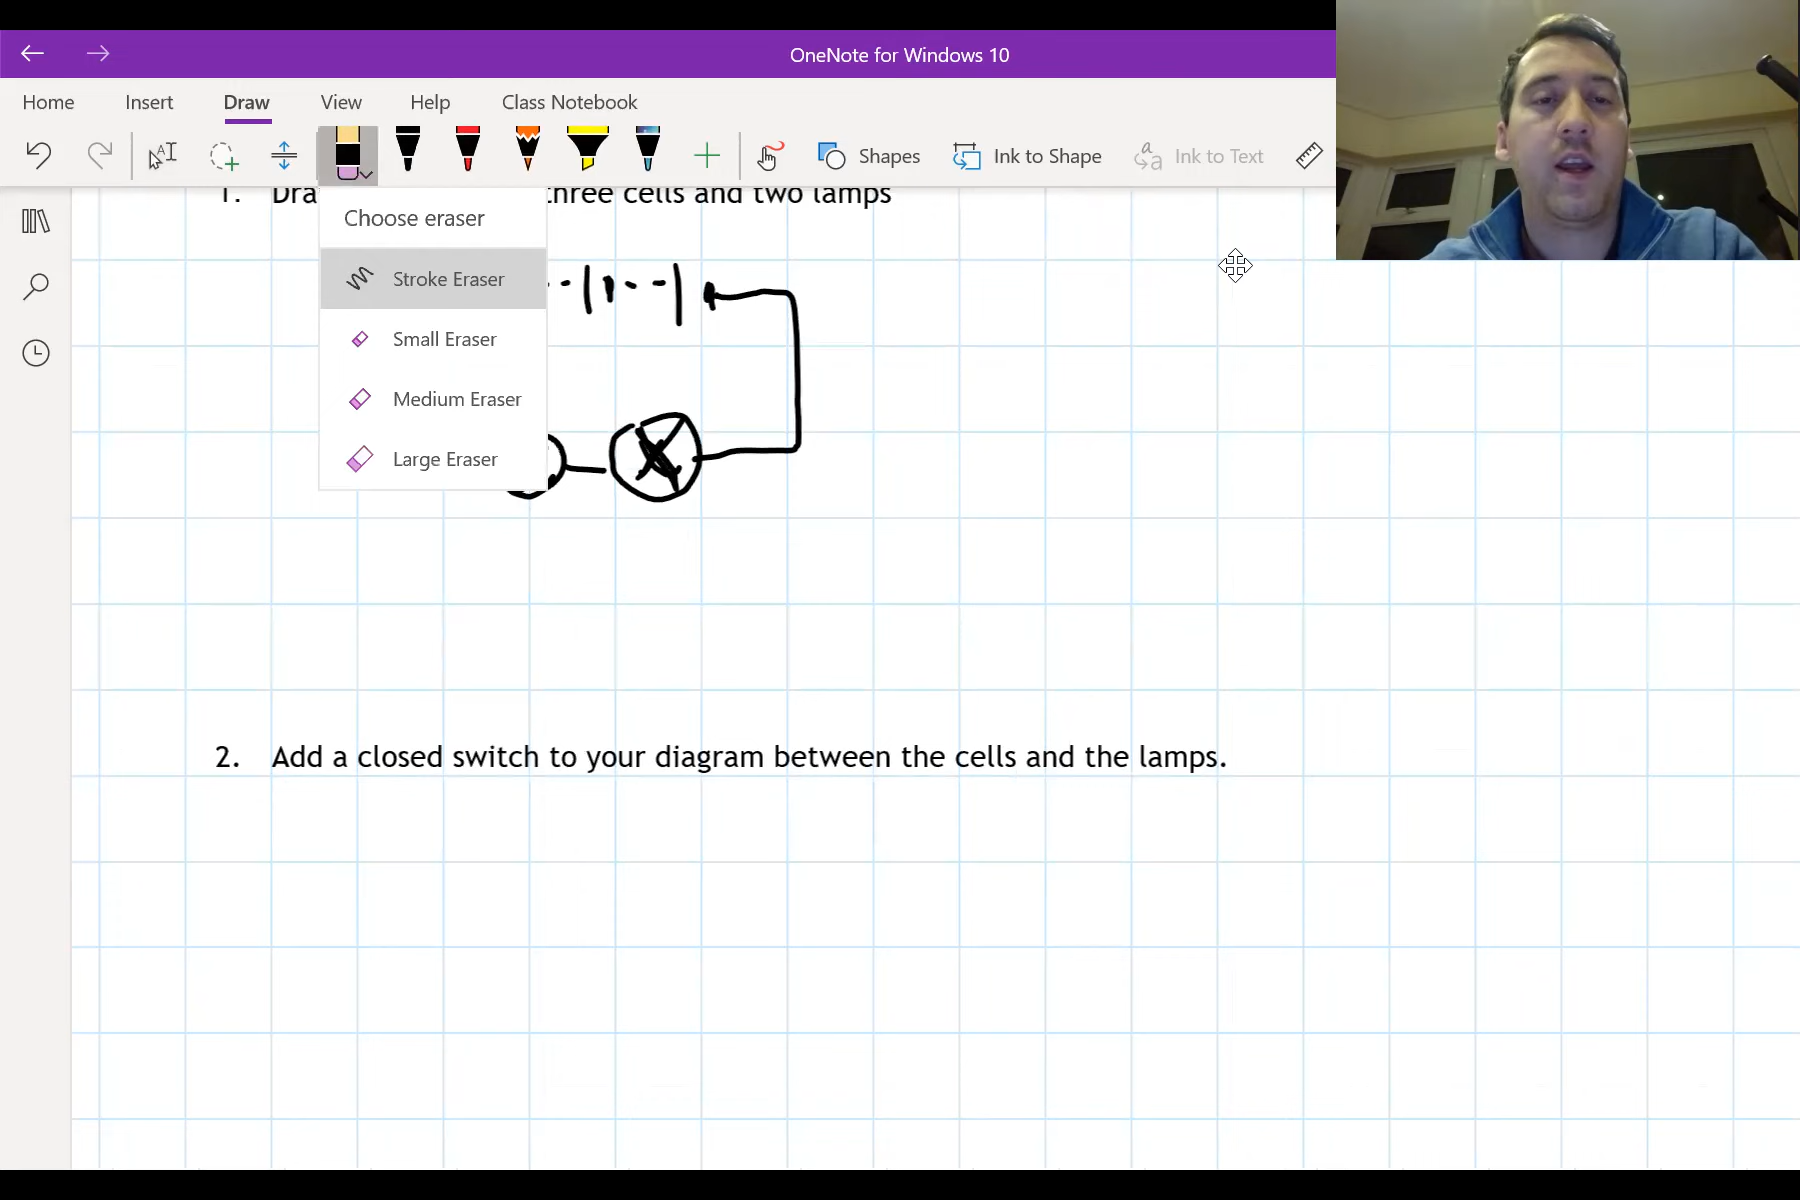 OneNote for Windows 10
Home Insert Draw View Help Class Notebook
Shapes Ink to Shape Ink to Text
1. Dra three cells and two lamps
Choose eraser
Stroke Eraser
Small Eraser
Medium Eraser
Large Eraser
2. Add a closed switch to your diagram between the cells and the lamps.